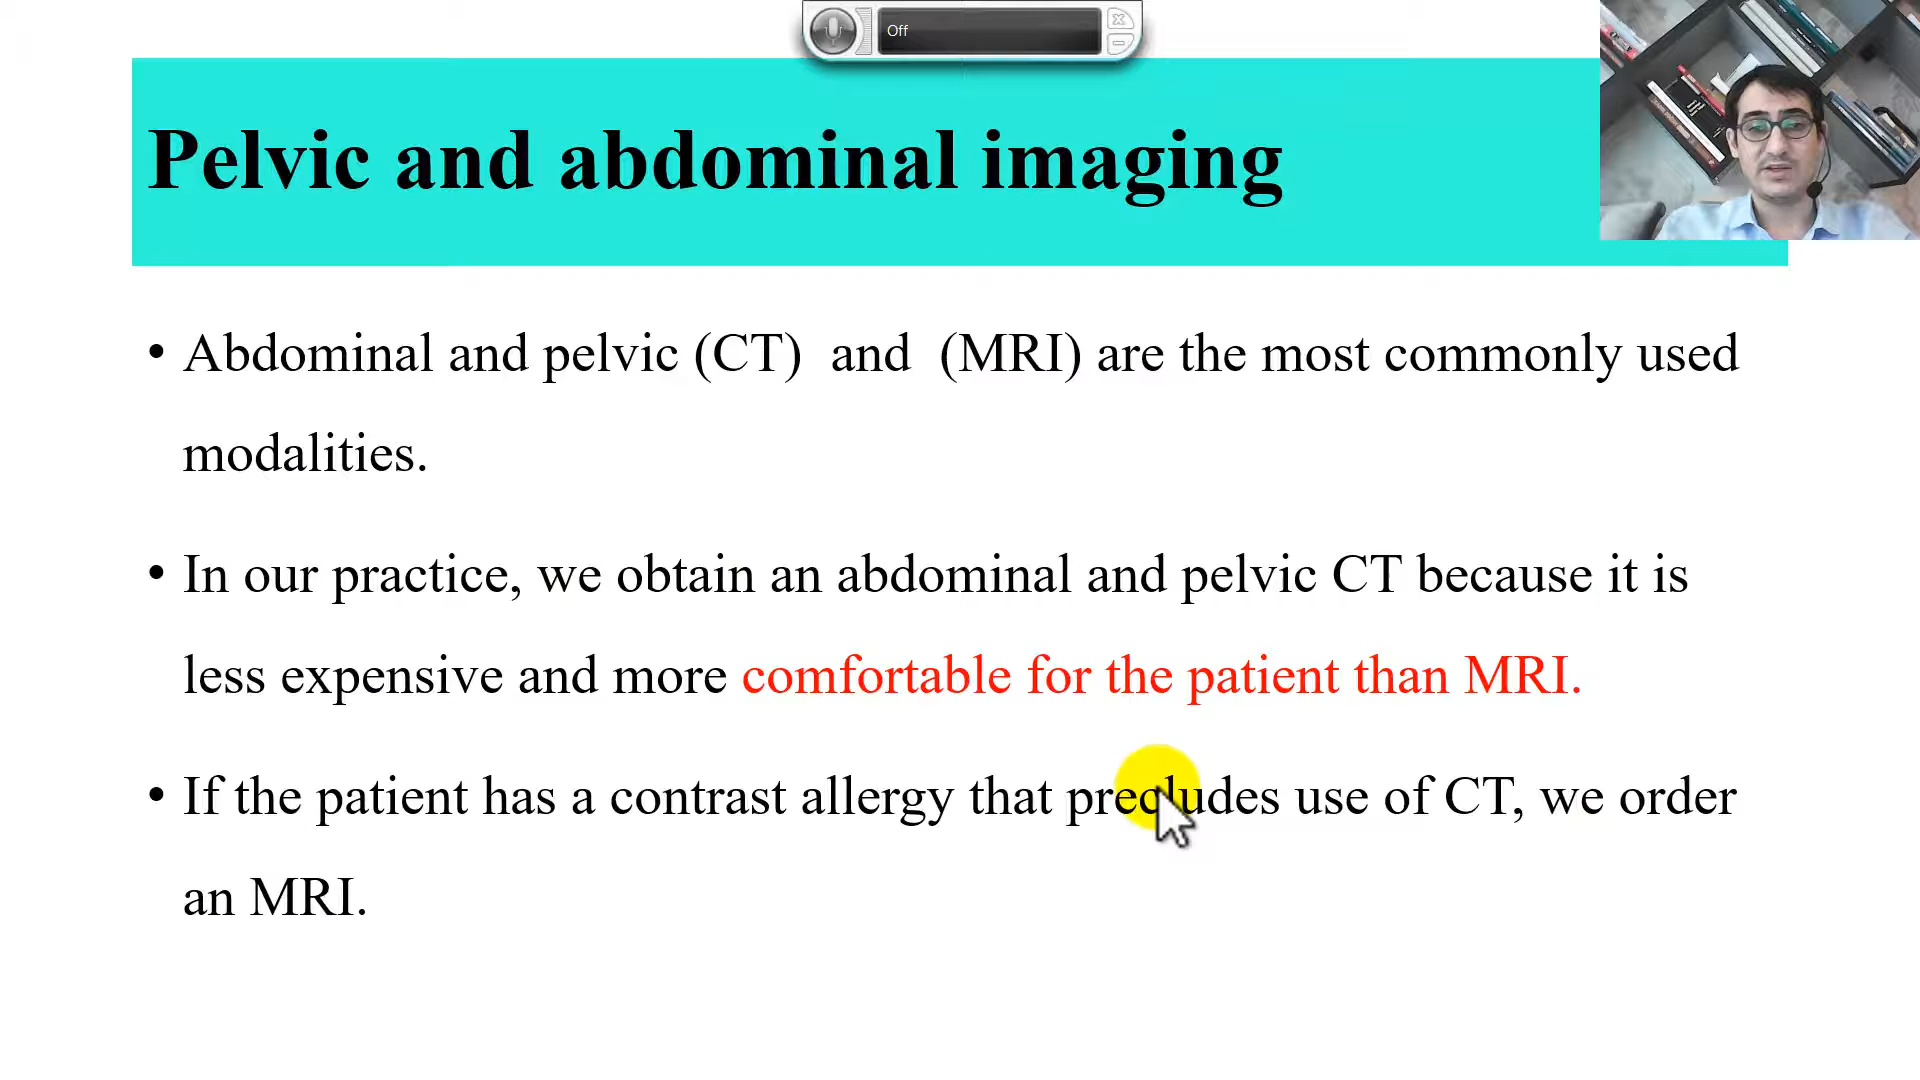 Off
Pelvic and abdominal imaging
• Abdominal and pelvic (CT)  and  (MRI) are the most commonly used
modalities.
• In our practice, we obtain an abdominal and pelvic CT because it is
less expensive and more comfortable for the patient than MRI.
• If the patient has a contrast allergy that precludes use of CT, we order
an MRI.